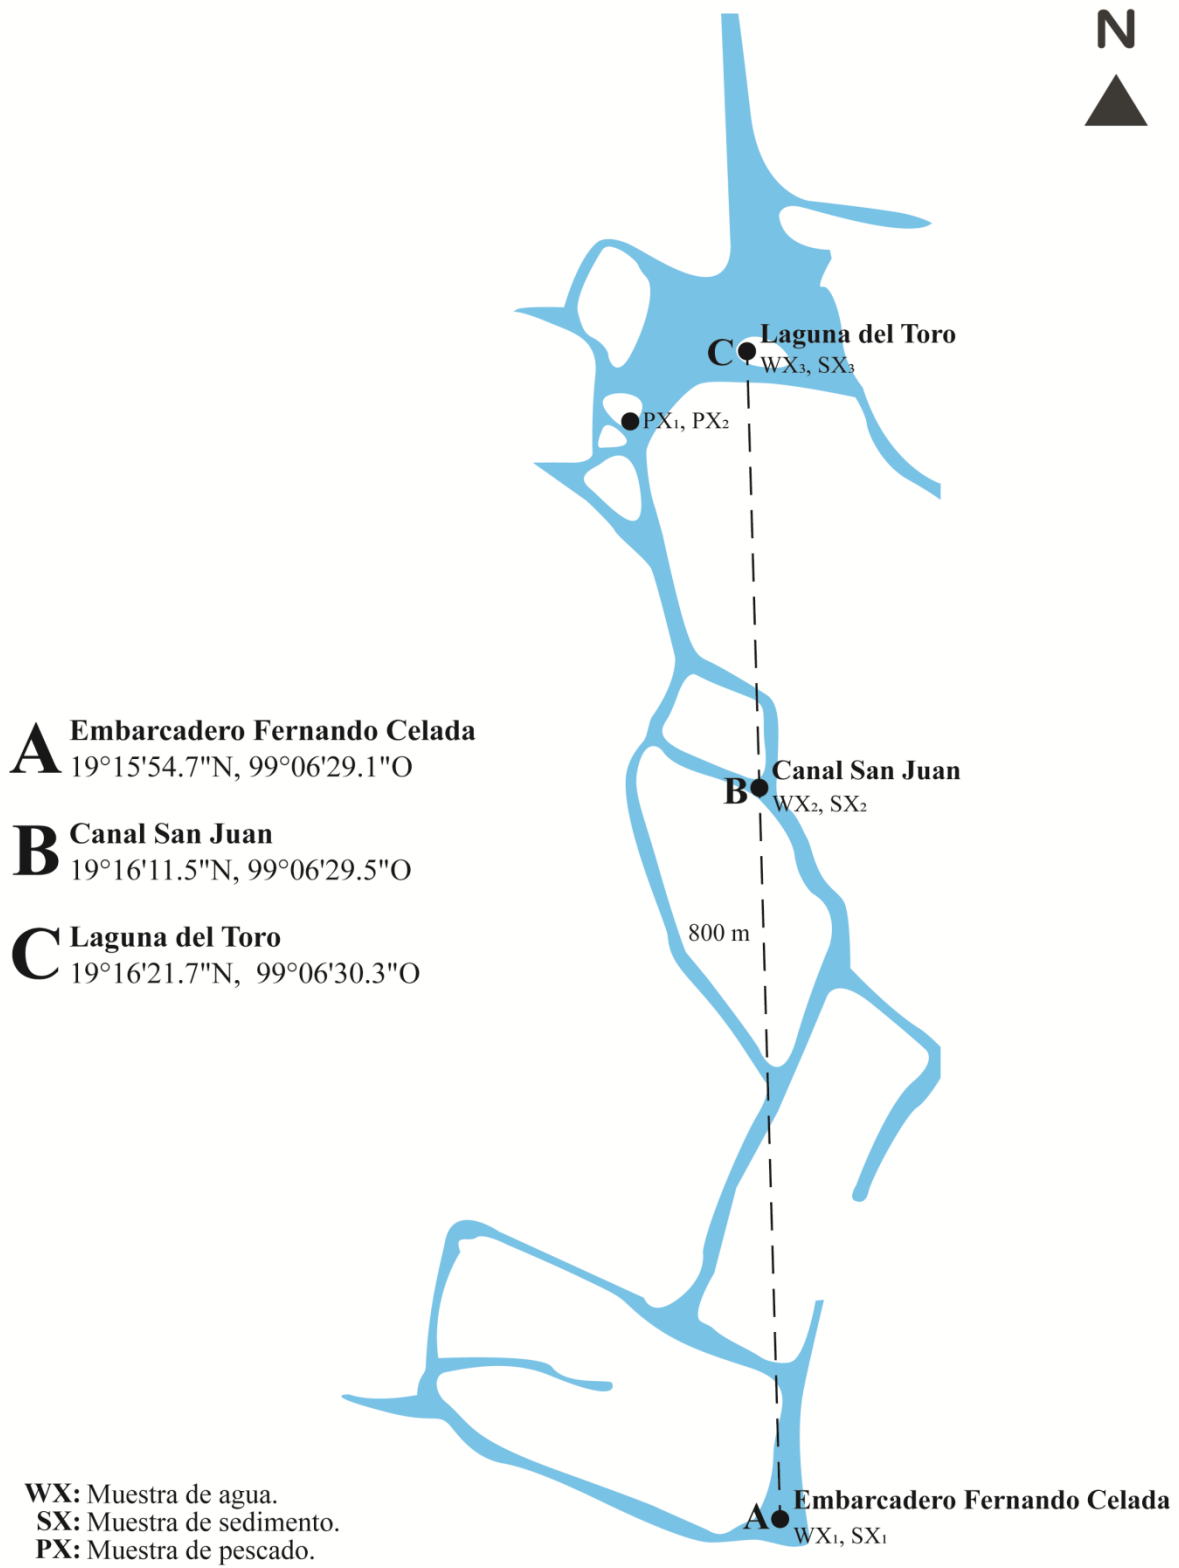 N
C Laguna del Toro
WX₃, SX₃
PX₁, PX₂
A Embarcadero Fernando Celada
19°15'54.7"N, 99°06'29.1"O
B Canal San Juan
19°16'11.5"N, 99°06'29.5"O
C Laguna del Toro
19°16'21.7"N, 99°06'30.3"O
B Canal San Juan
WX₂, SX₂
800 m
WX: Muestra de agua.
SX: Muestra de sedimento.
PX: Muestra de pescado.
A Embarcadero Fernando Celada
WX₁, SX₁